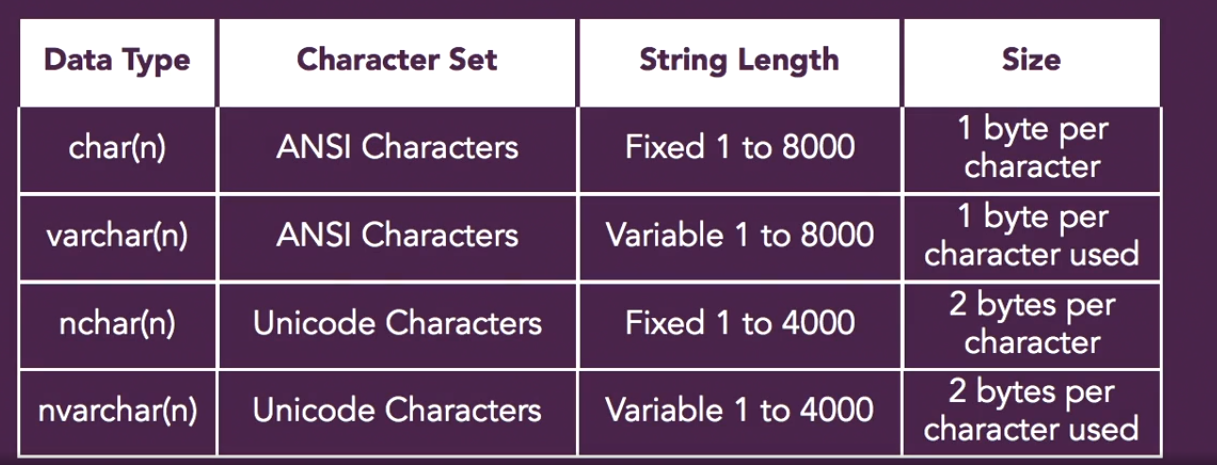 Data Type Character Set String Length Size
char(n) ANSI Characters Fixed 1 to 8000 1 byte per
character
varchar(n) ANSI Characters Variable 1 to 8000 1 byte per
character used
nchar(n) Unicode Characters Fixed 1 to 4000 2 bytes per
character
nvarchar(n) Unicode Characters Variable 1 to 4000 2 bytes per
character used